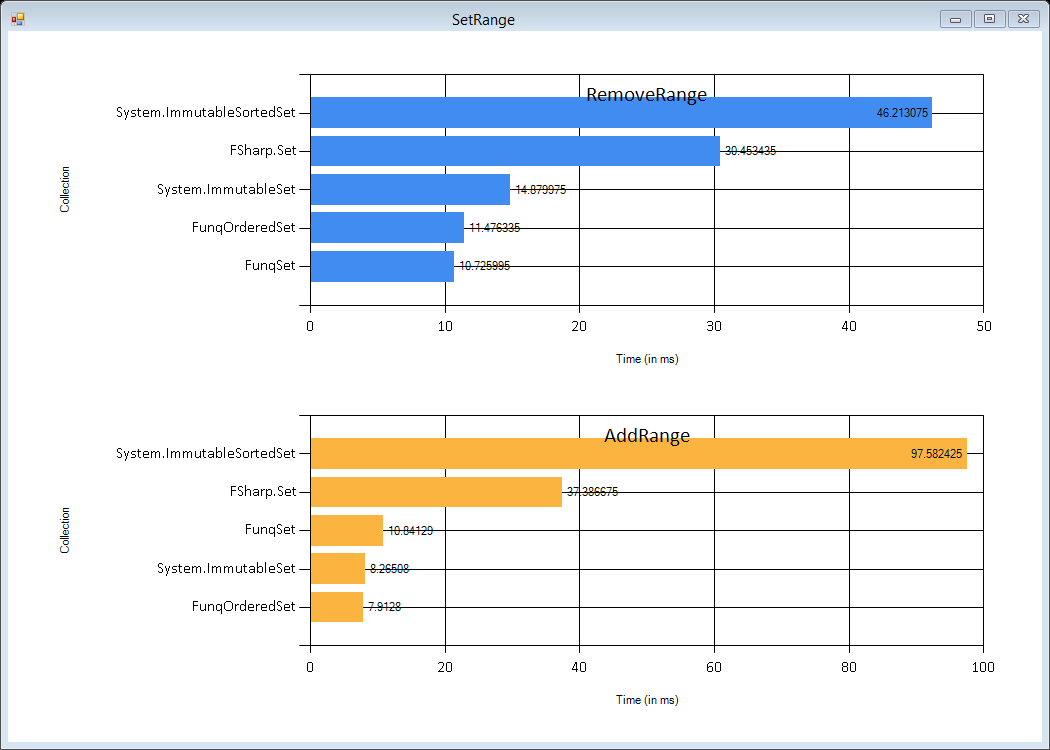 SetRange
RemoveRange
Collection
System.ImmutableSortedSet 46.213075
FSharp.Set 30.453435
System.ImmutableSet 14.879975
FunqOrderedSet 11.476335
FunqSet 10.725995
0 10 20 30 40 50
Time (in ms)
AddRange
Collection
System.ImmutableSortedSet 97.582425
FSharp.Set 37.386675
FunqSet 10.84129
System.ImmutableSet 8.26508
FunqOrderedSet 7.9128
0 20 40 60 80 100
Time (in ms)